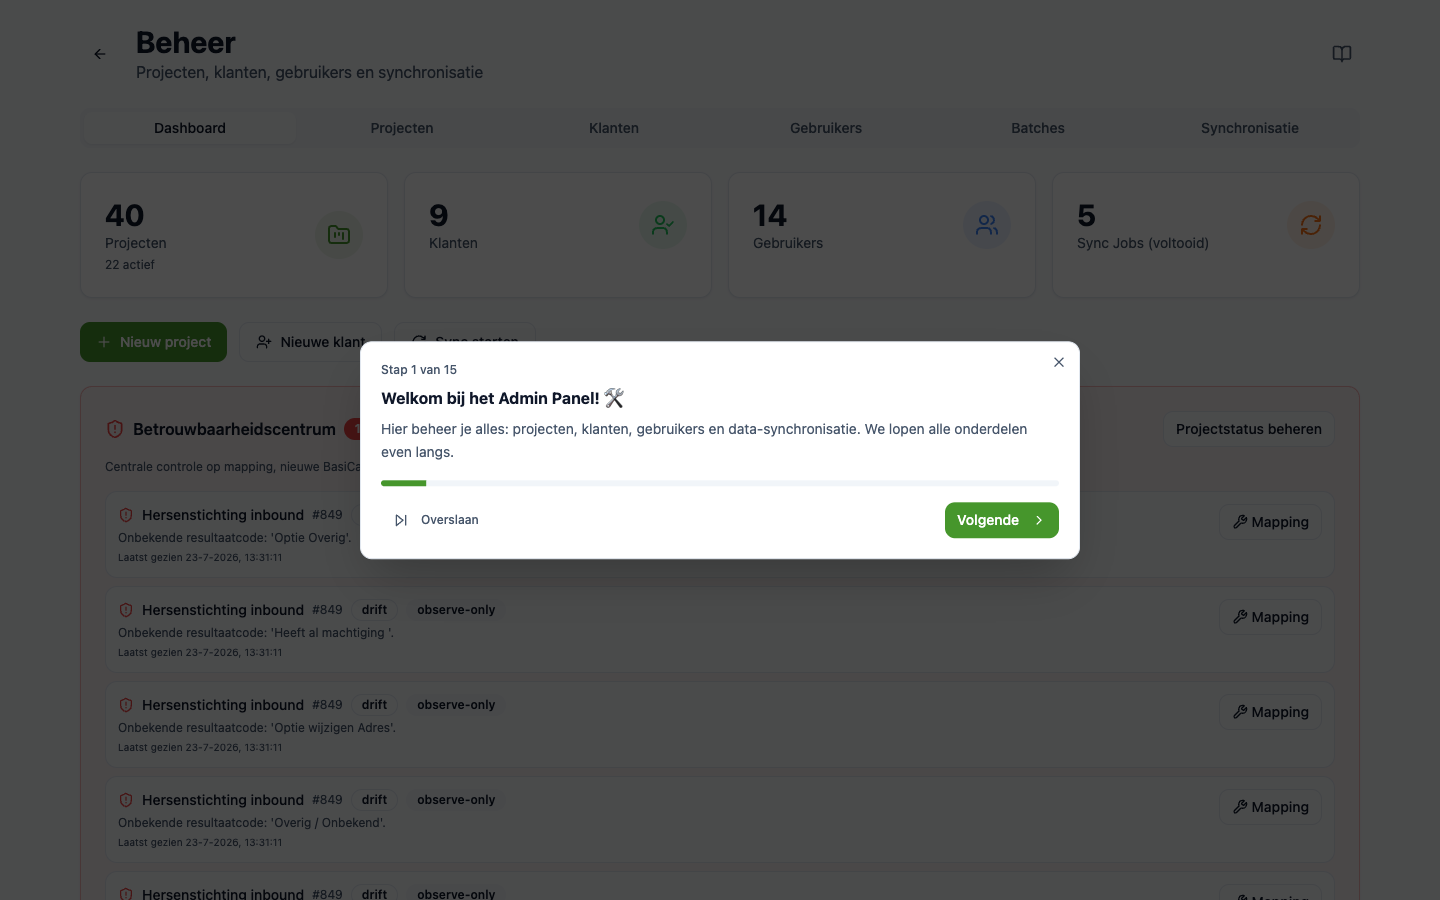 Beheer
Projecten, klanten, gebruikers en synchronisatie
Dashboard
Projecten
Klanten
Gebruikers
Batches
Synchronisatie
40
Projecten
22 actief
9
Klanten
14
Gebruikers
5
Sync Jobs (voltooid)
Nieuw project
Nieuwe klant
Sync starten
Stap 1 van 15
Welkom bij het Admin Panel! 🛠️
Hier beheer je alles: projecten, klanten, gebruikers en data-synchronisatie. We lopen alle onderdelen
even langs.
Overslaan
Volgende
Betrouwbaarheidscentrum
Projectstatus beheren
Centrale controle op mapping, nieuwe
Hersenstichting inbound #849
Onbekende resultaatcode: 'Optie Overig'.
Laatst gezien 23-7-2026, 13:31:11
Mapping
Hersenstichting inbound #849 drift observe-only
Onbekende resultaatcode: 'Heeft al machtiging '.
Laatst gezien 23-7-2026, 13:31:11
Mapping
Hersenstichting inbound #849 drift observe-only
Onbekende resultaatcode: 'Optie wijzigen Adres'.
Laatst gezien 23-7-2026, 13:31:11
Mapping
Hersenstichting inbound #849 drift observe-only
Onbekende resultaatcode: 'Overig / Onbekend'.
Laatst gezien 23-7-2026, 13:31:11
Mapping
Hersenstichting inbound #849 drift observe-only